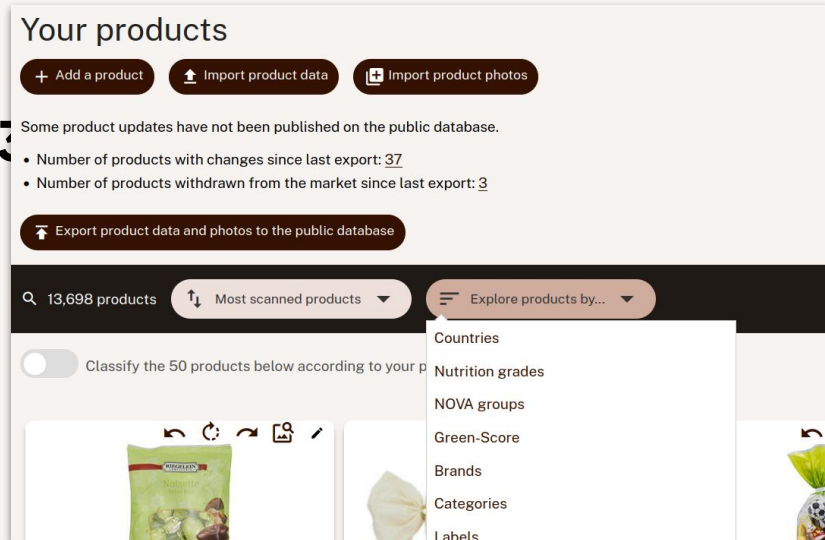 Your products
Add a product
Import product data
Import product photos
Some product updates have not been published on the public database.
• Number of products with changes since last export: 37
• Number of products withdrawn from the market since last export: 3
Export product data and photos to the public database
13,698 products
Most scanned products
Explore products by...
Countries
Classify the 50 products below according to your p
Nutrition grades
NOVA groups
Green-Score
Brands
Categories
Labels
RIEGELEIN